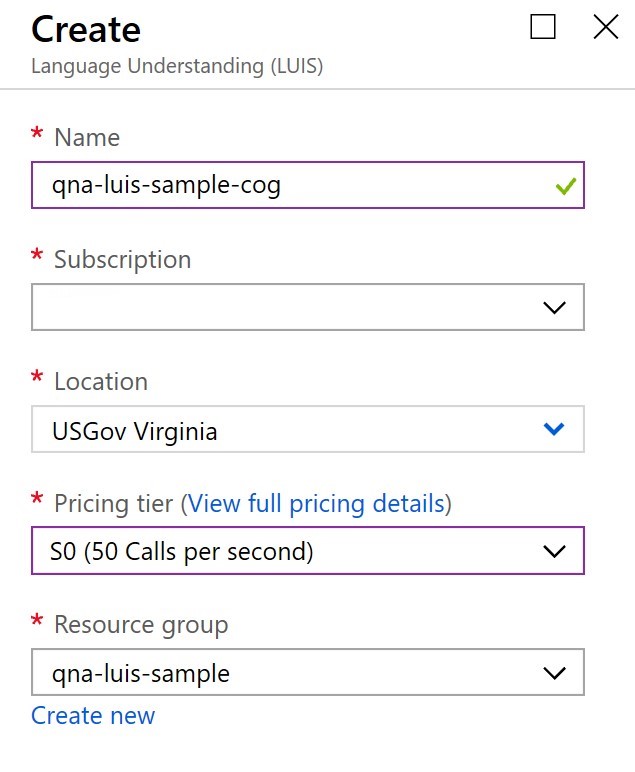 Create
Language Understanding (LUIS)
* Name
qna-luis-sample-cog
* Subscription
* Location
USGov Virginia
* Pricing tier (View full pricing details)
S0 (50 Calls per second)
* Resource group
qna-luis-sample
Create new